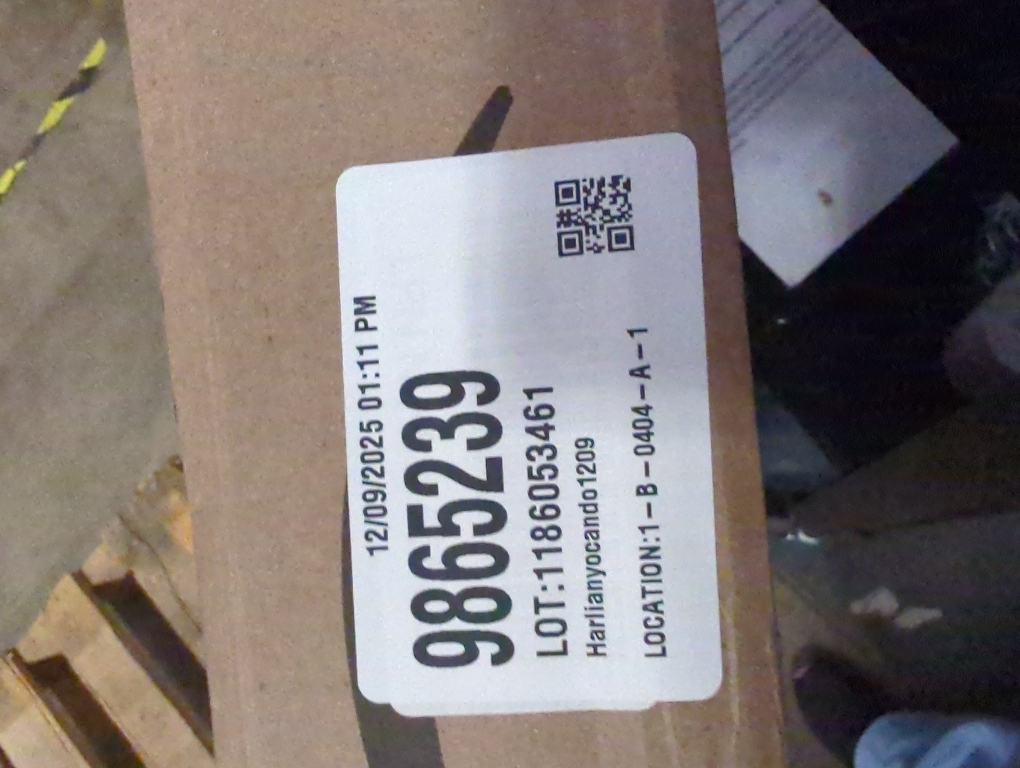 12/09/2025 01:11 PM
9865239
LOT:1186053461
Harlianyocando1209
LOCATION:1-B-0404-A-1